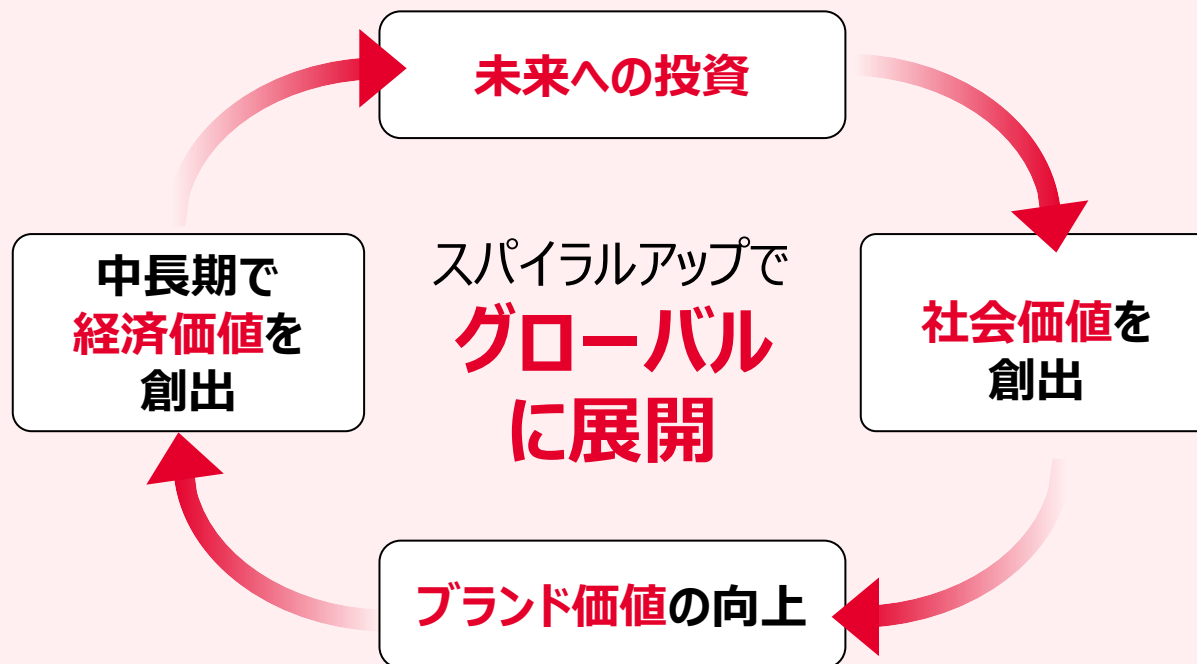 未来への投資
中長期で
経済価値を
創出
スパイラルアップで
グローバル
に展開
社会価値を
創出
ブランド価値の向上